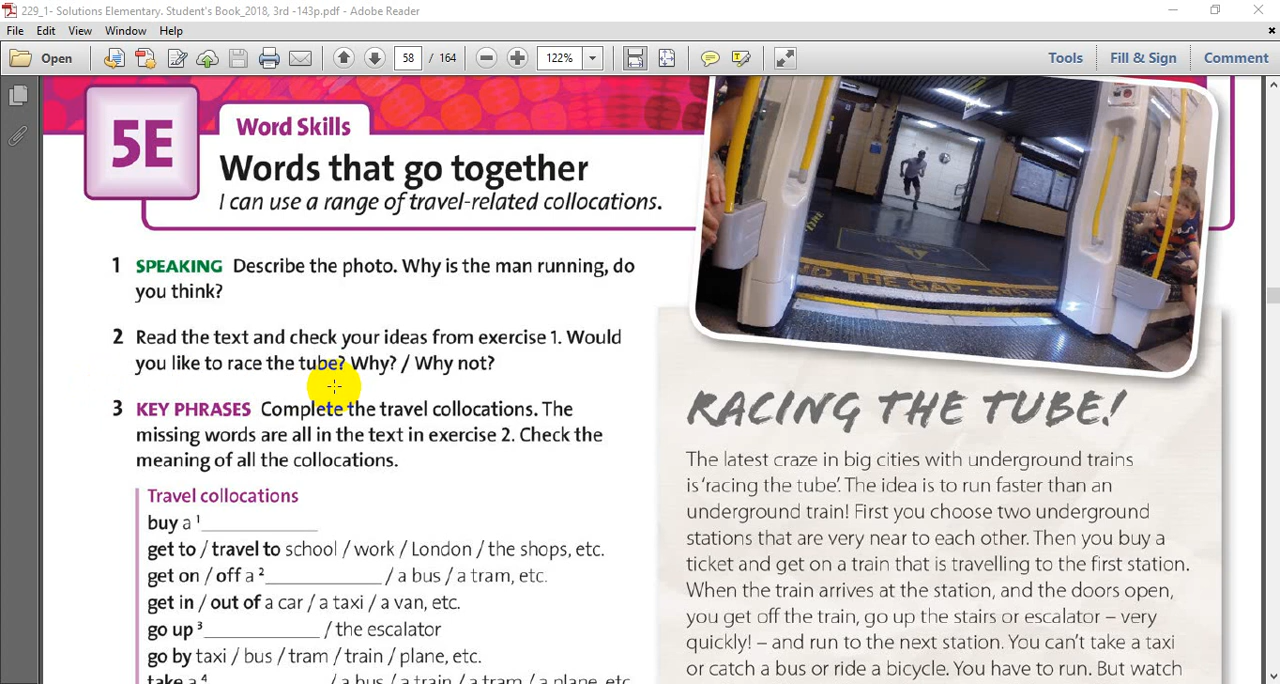 229_1- Solutions Elementary. Student's Book_2018, 3rd -143p.pdf - Adobe Reader
File Edit View Window Help
Open 58 / 164 122% Tools Fill & Sign Comment
5E
Word Skills
Words that go together
I can use a range of travel-related collocations.
1 SPEAKING Describe the photo. Why is the man running, do
you think?
2 Read the text and check your ideas from exercise 1. Would
you like to race the tube? Why? / Why not?
3 KEY PHRASES Complete the travel collocations. The
missing words are all in the text in exercise 2. Check the
meaning of all the collocations.
Travel collocations
buy a 1____________
get to / travel to school / work / London / the shops, etc.
get on / off a 2____________ / a bus / a tram, etc.
get in / out of a car / a taxi / a van, etc.
go up 3____________ / the escalator
go by taxi / bus / tram / train / plane, etc.
take a 4____________ / a bus / a train / a tram / a plane, etc.
THE GAP
RACING THE TUBE!
The latest craze in big cities with underground trains
is 'racing the tube'. The idea is to run faster than an
underground train! First you choose two underground
stations that are very near to each other. Then you buy a
ticket and get on a train that is travelling to the first station.
When the train arrives at the station, and the doors open,
you get off the train, go up the stairs or escalator – very
quickly! – and run to the next station. You can't take a taxi
or catch a bus or ride a bicycle. You have to run. But watch